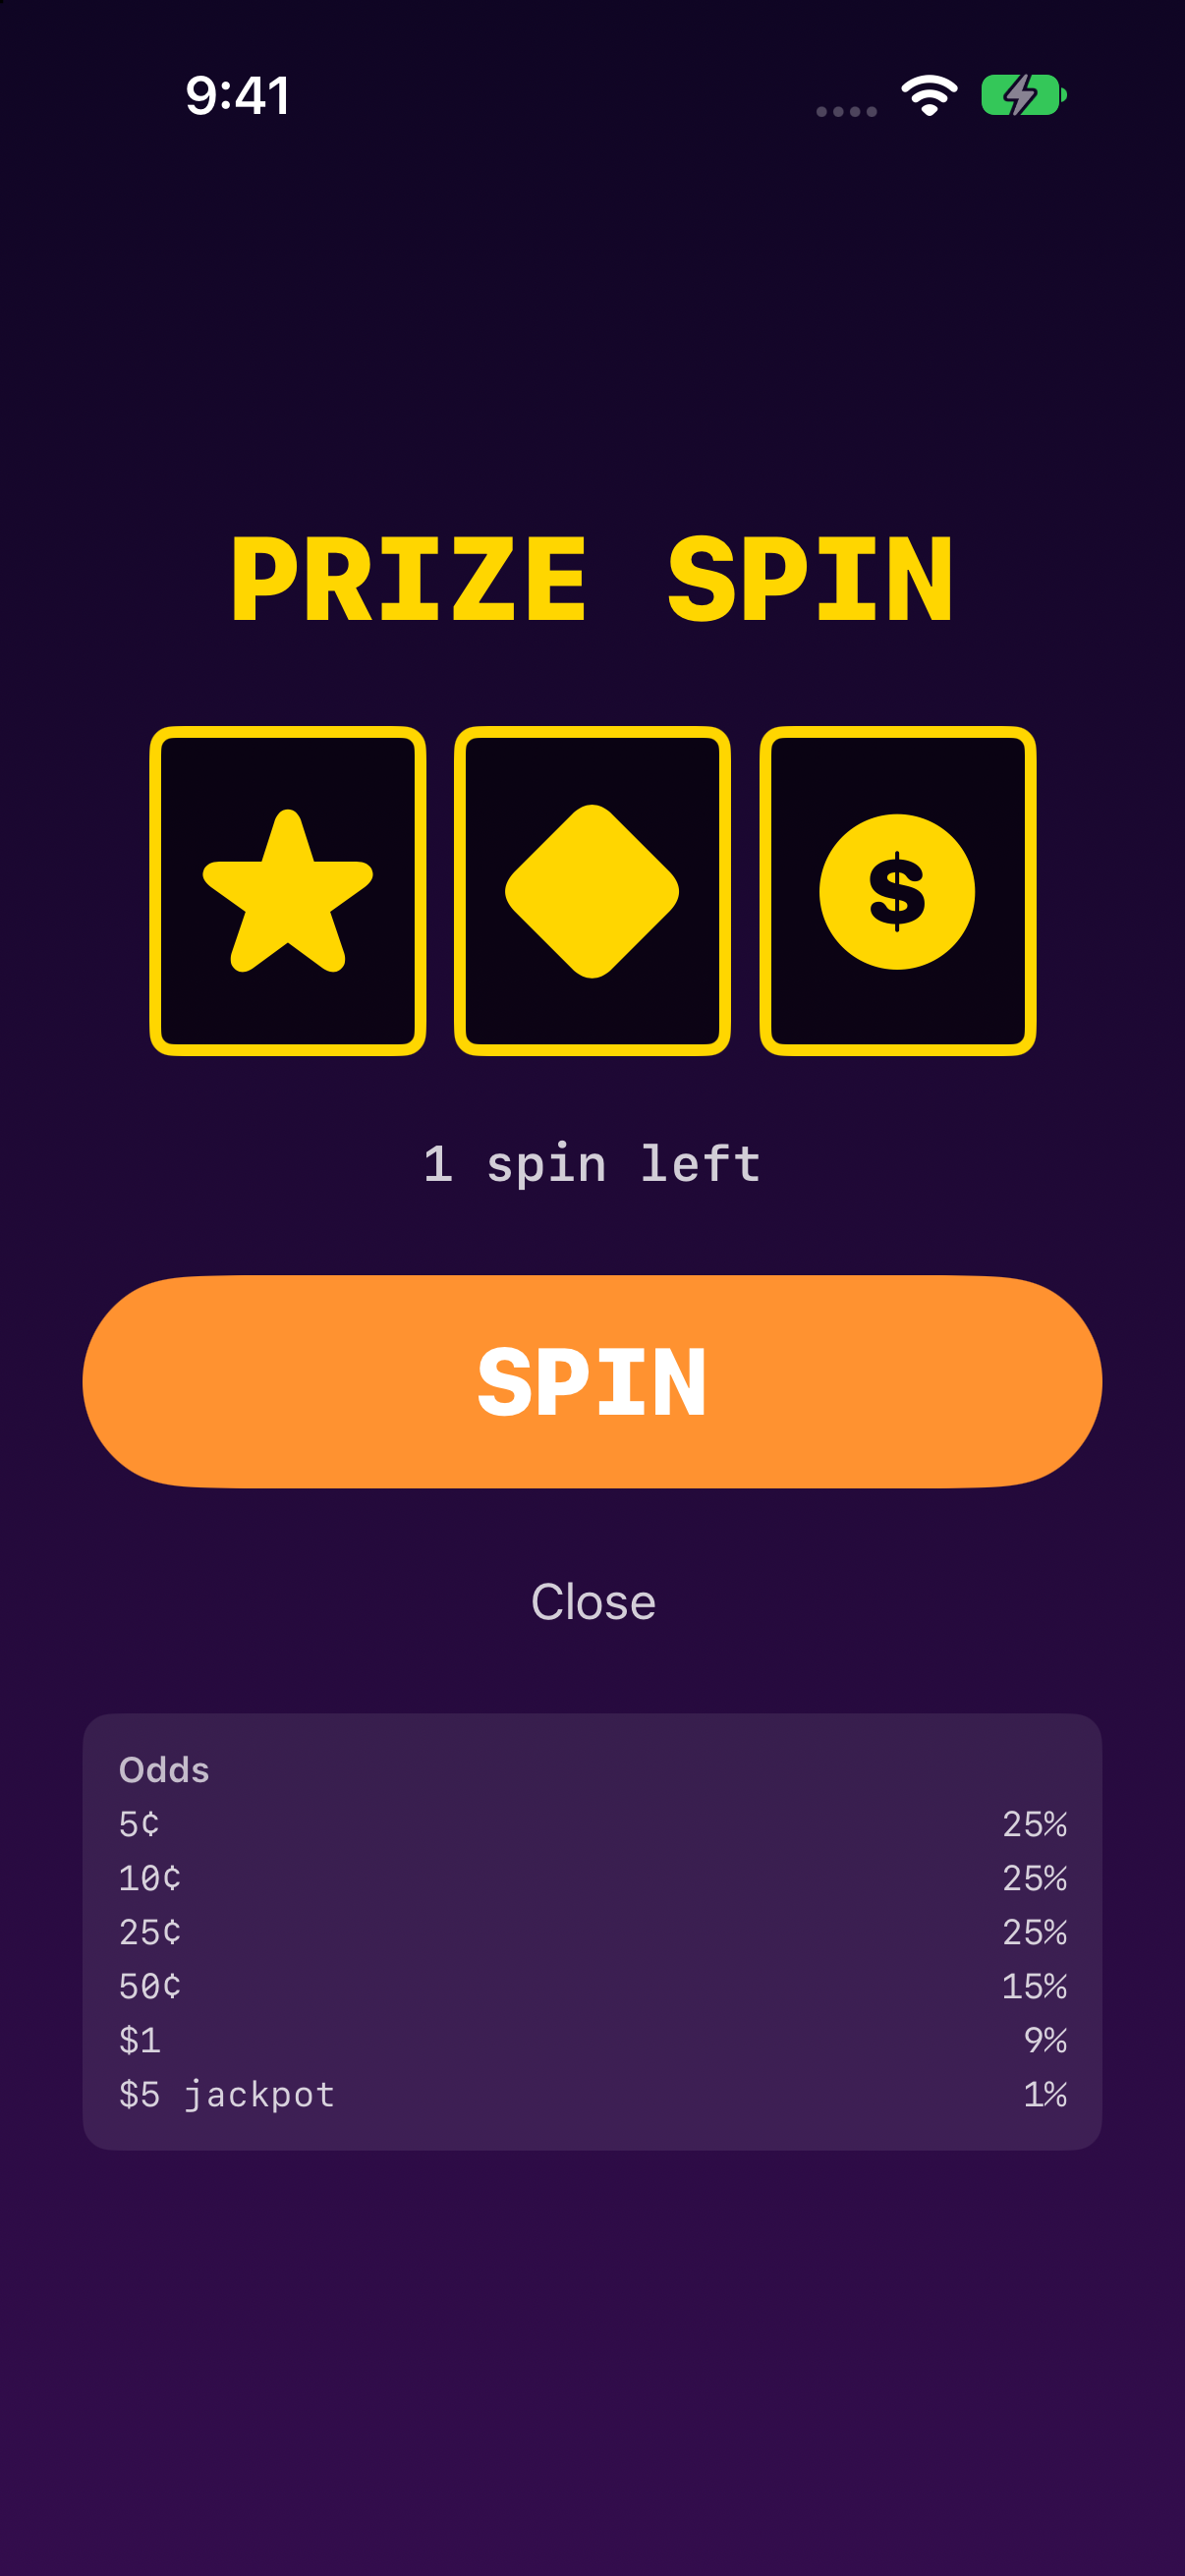 9:41
PRIZE SPIN
$
1 spin left
SPIN
Close
Odds
5¢ 25%
10¢ 25%
25¢ 25%
50¢ 15%
$1 9%
$5 jackpot 1%